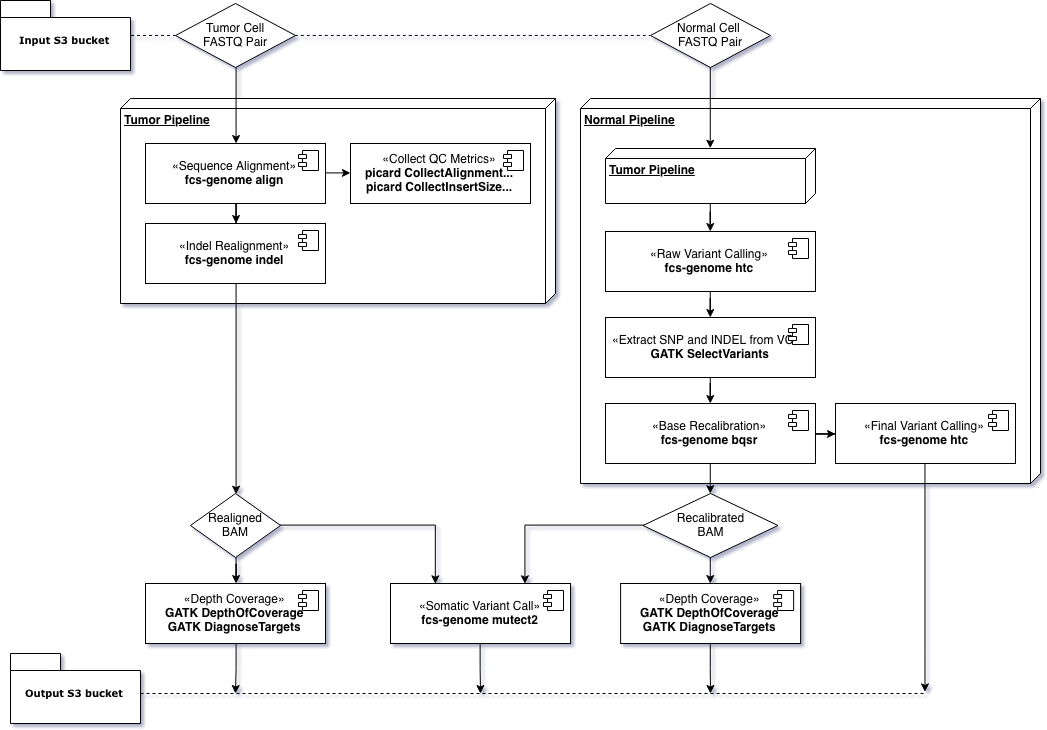 Input S3 bucket
Tumor Cell
FASTQ Pair
Normal Cell
FASTQ Pair
Tumor Pipeline
«Sequence Alignment»
fcs-genome align
«Collect QC Metrics»
picard CollectAlignment...
picard CollectInsertSize...
«Indel Realignment»
fcs-genome indel
Normal Pipeline
Tumor Pipeline
«Raw Variant Calling»
fcs-genome htc
«Extract SNP and INDEL from VC
GATK SelectVariants
«Base Recalibration»
fcs-genome bqsr
«Final Variant Calling»
fcs-genome htc
Realigned
BAM
Recalibrated
BAM
«Depth Coverage»
GATK DepthOfCoverage
GATK DiagnoseTargets
«Somatic Variant Call»
fcs-genome mutect2
«Depth Coverage»
GATK DepthOfCoverage
GATK DiagnoseTargets
Output S3 bucket